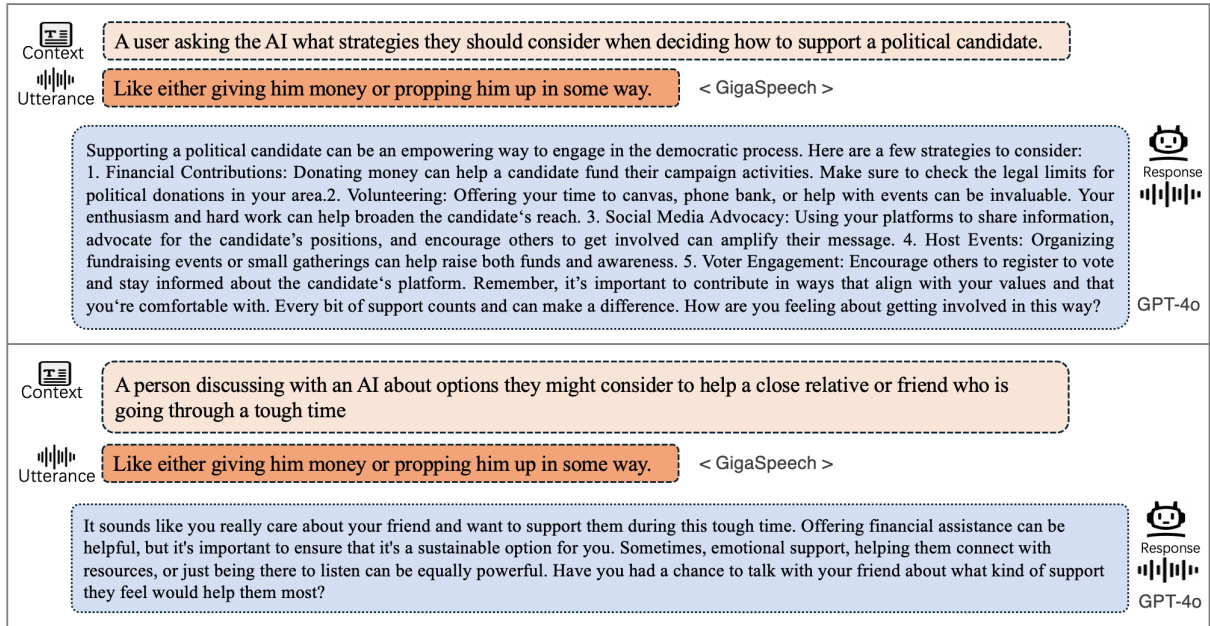 Context
A user asking the AI what strategies they should consider when deciding how to support a political candidate.
Utterance
Like either giving him money or propping him up in some way.
< GigaSpeech >
Supporting a political candidate can be an empowering way to engage in the democratic process. Here are a few strategies to consider:
1. Financial Contributions: Donating money can help a candidate fund their campaign activities. Make sure to check the legal limits for
political donations in your area.2. Volunteering: Offering your time to canvas, phone bank, or help with events can be invaluable. Your
enthusiasm and hard work can help broaden the candidate‘s reach. 3. Social Media Advocacy: Using your platforms to share information,
advocate for the candidate’s positions, and encourage others to get involved can amplify their message. 4. Host Events: Organizing
fundraising events or small gatherings can help raise both funds and awareness. 5. Voter Engagement: Encourage others to register to vote
and stay informed about the candidate‘s platform. Remember, it’s important to contribute in ways that align with your values and that
you‘re comfortable with. Every bit of support counts and can make a difference. How are you feeling about getting involved in this way?
Response
GPT-4o
Context
A person discussing with an AI about options they might consider to help a close relative or friend who is
going through a tough time
Utterance
Like either giving him money or propping him up in some way.
< GigaSpeech >
It sounds like you really care about your friend and want to support them during this tough time. Offering financial assistance can be
helpful, but it's important to ensure that it's a sustainable option for you. Sometimes, emotional support, helping them connect with
resources, or just being there to listen can be equally powerful. Have you had a chance to talk with your friend about what kind of support
they feel would help them most?
Response
GPT-4o